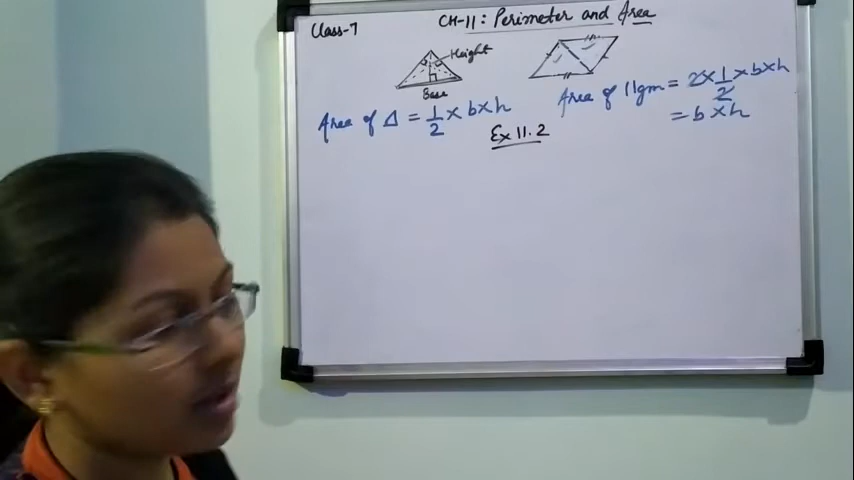 Class-7
CH-11: Perimeter and Area
Height
Base
Area of Δ = 1/2 × b × h
Area of ||gm = 2 × 1/2 × b × h
= b × h
Ex 11.2